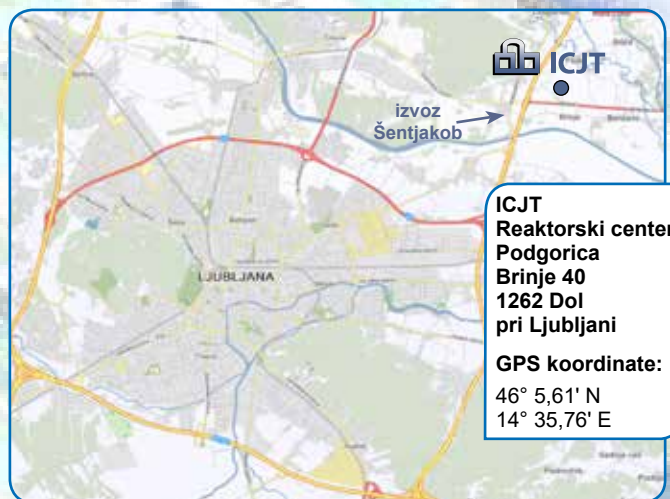 ICJT
izvoz
Šentjakob
LJUBLJANA
ICJT
Reaktorski center
Podgorica
Brinje 40
1262 Dol
pri Ljubljani
GPS koordinate:
46° 5,61' N
14° 35,76' E